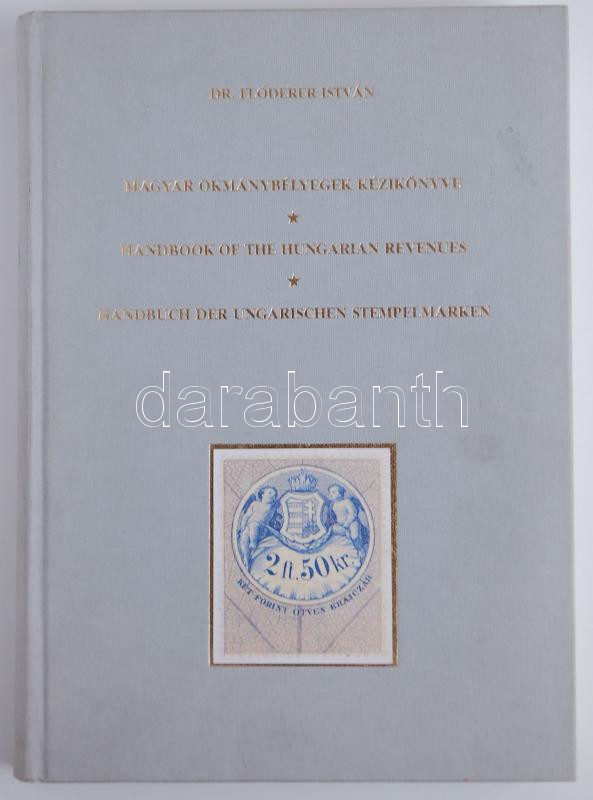 DR. FLÓDERER ISTVÁN
MAGYAR OKMÁNYBÉLYEGEK KÉZIKÖNYVE
★
HANDBOOK OF THE HUNGARIAN REVENUES
★
HANDBUCH DER UNGARISCHEN STEMPELMARKEN
darabanth
2 ft. 50 kr.
KÉT FORINT ÖTVEN KRAJCZÁR